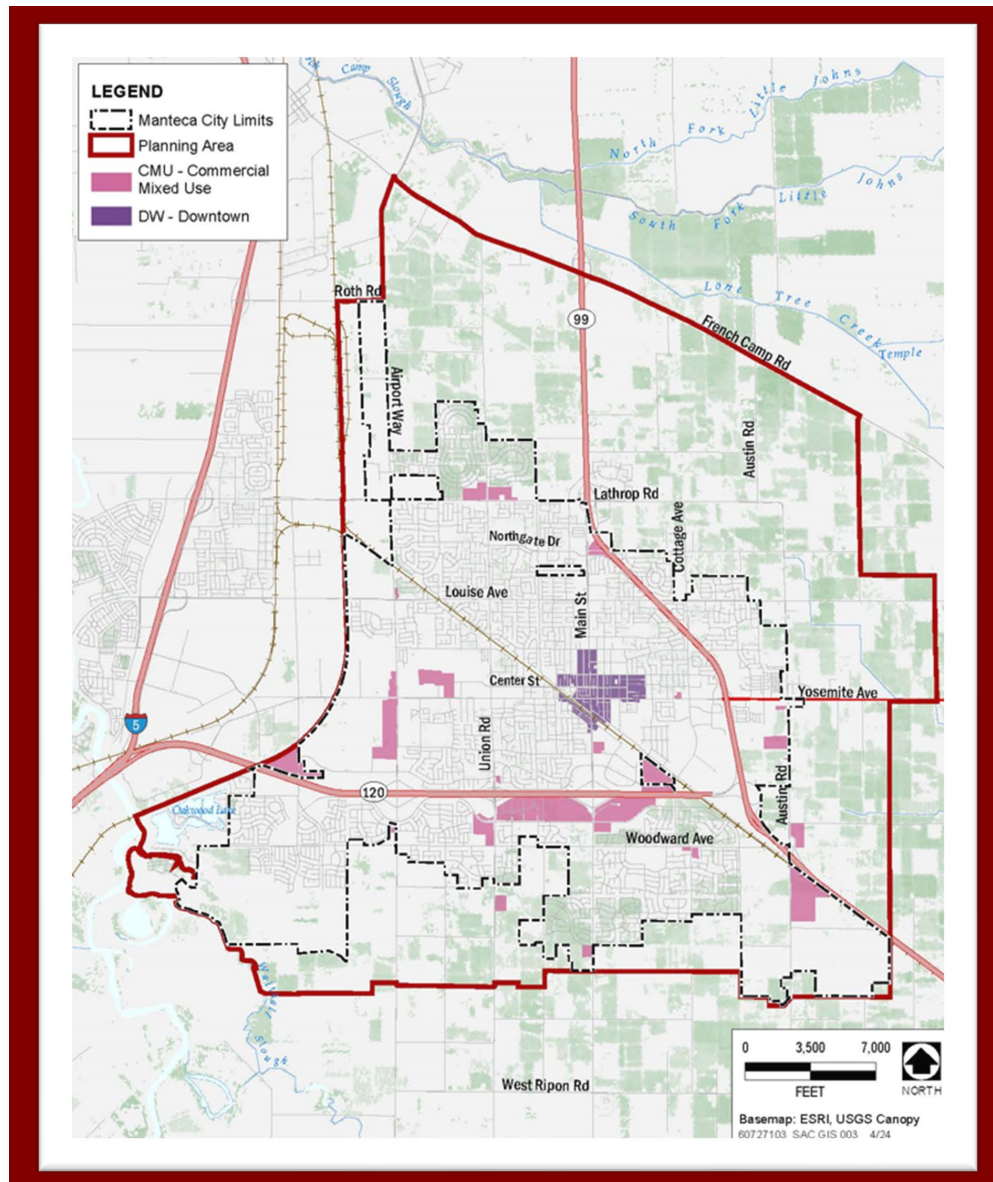 LEGEND
Manteca City Limits
Planning Area
CMU - Commercial
Mixed Use
DW - Downtown
Camp
Slough
North Fork Little Johns
South Fork Little Johns
Lone Tree
Creek
Temple
Roth Rd
99
French Camp Rd
Airport Way
Austin Rd
Lathrop Rd
Cottage Ave
Northgate Dr
Louise Ave
Main St
Center St
Yosemite Ave
5
Union Rd
Austin Rd
120
Oakwood Lake
Woodward Ave
Walthall
Slough
West Ripon Rd
0 3,500 7,000
FEET
NORTH
Basemap: ESRI, USGS Canopy
60727103 SAC GIS 003 4/24